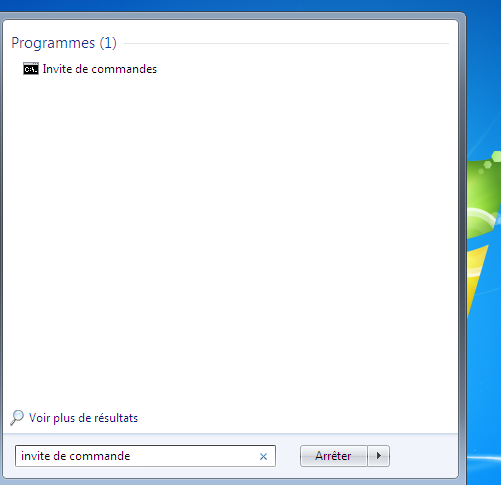 Programmes (1)
Invite de commandes
Voir plus de résultats
invite de commande
Arrêter